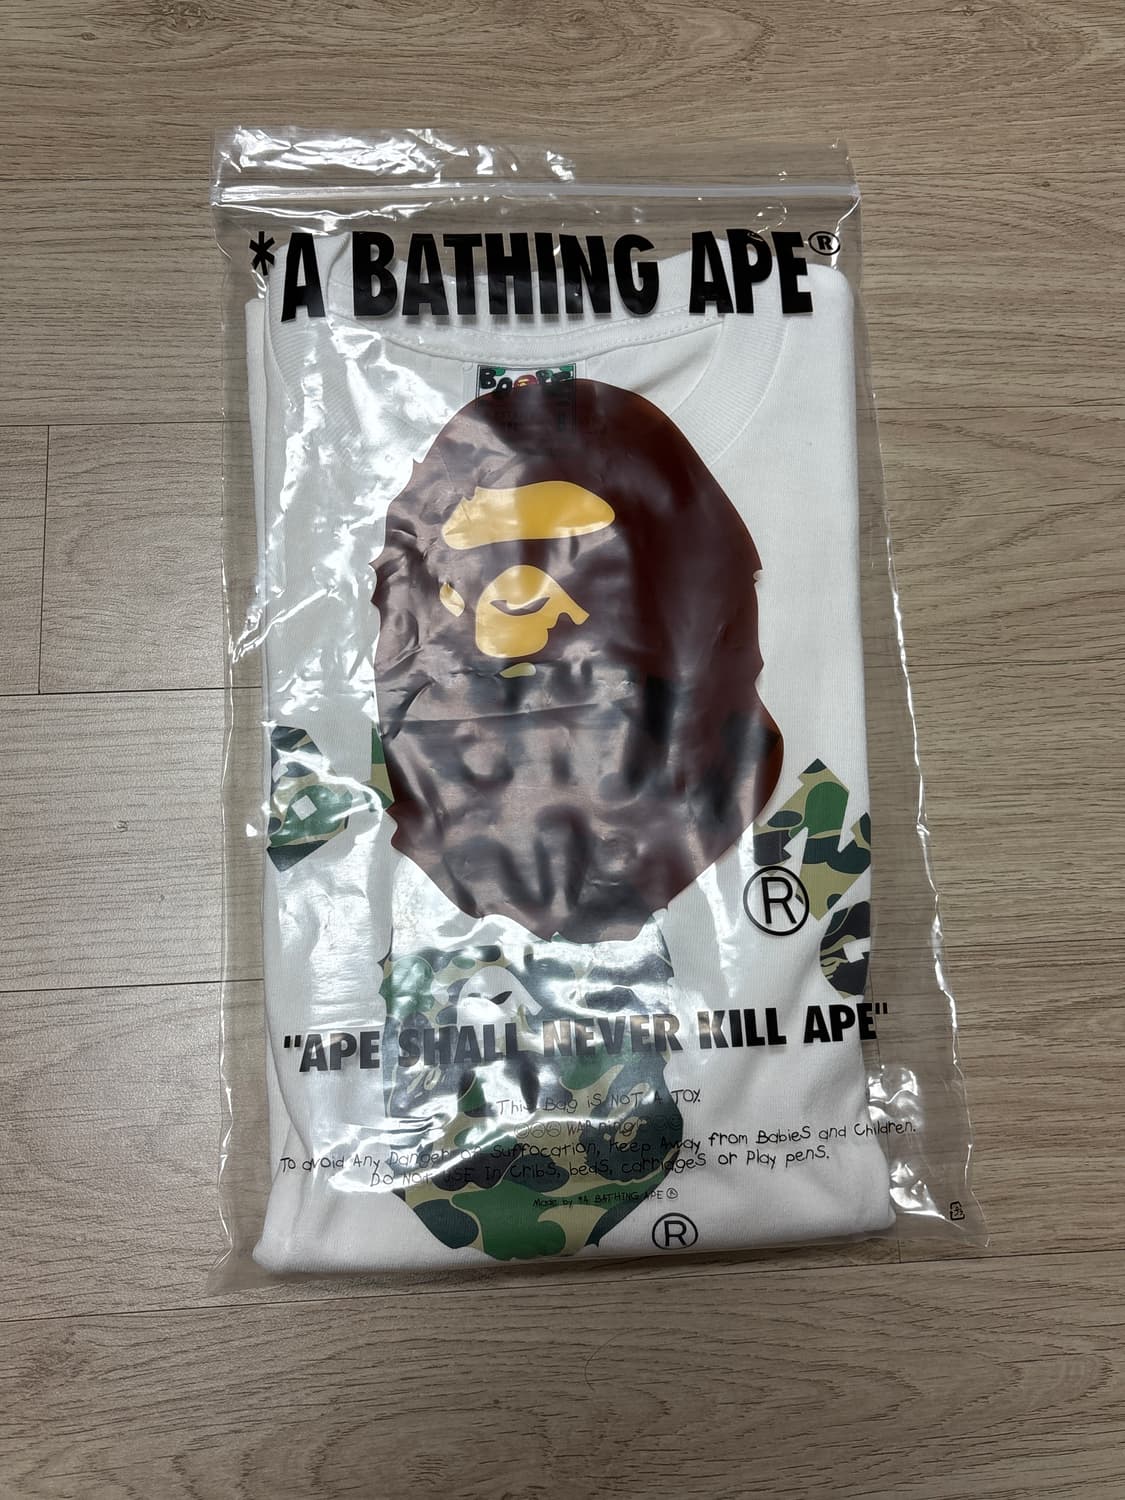 *A BATHING APE®
BAPE
®
"APE SHALL NEVER KILL APE"
This Bag is NOT A TOY.
WARning
To avoid Any Danger of Suffocation, Keep Away from Babies and Children.
DO NOT USE In Cribs, beds, carriages or Play pens.
Made by *A BATHING APE®
®